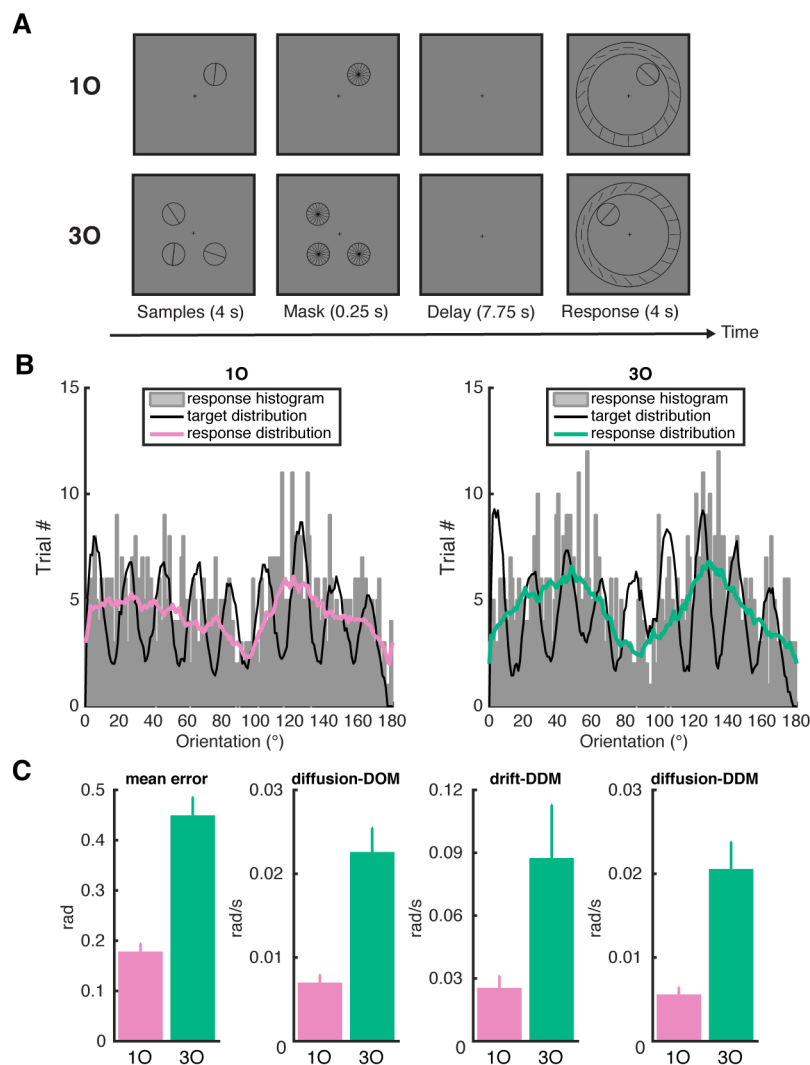 A
1O
3O
Samples (4 s) Mask (0.25 s) Delay (7.75 s) Response (4 s)
Time
B
1O
15
10
5
0
Trial #
response histogram
target distribution
response distribution
0 20 40 60 80 100 120 140 160 180
Orientation (°)
3O
15
10
5
0
Trial #
response histogram
target distribution
response distribution
0 20 40 60 80 100 120 140 160 180
Orientation (°)
C
mean error
0.5
0.4
0.3
0.2
0.1
0
rad
1O 3O
diffusion-DOM
0.03
0.02
0.01
0
rad/s
1O 3O
drift-DDM
0.12
0.09
0.06
0.03
0
rad/s
1O 3O
diffusion-DDM
0.03
0.02
0.01
0
rad/s
1O 3O